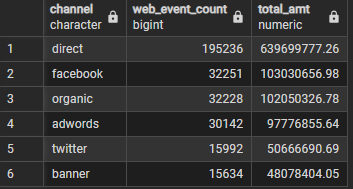 channel web_event_count total_amt
character bigint numeric
1 direct 195236 639699777.26
2 facebook 32251 103030656.98
3 organic 32228 102050326.78
4 adwords 30142 97776855.64
5 twitter 15992 50666690.69
6 banner 15634 48078404.05